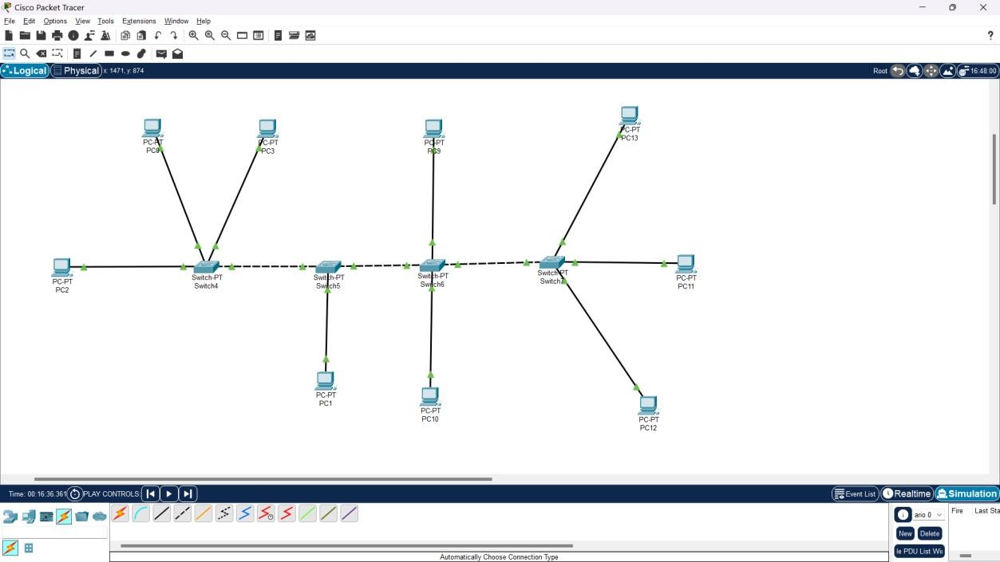 Cisco Packet Tracer
File Edit Options View Tools Extensions Window Help
?
Logical Physical x: 1471, y: 874
Root 16:48:00
PC-PT
PC13
PC-PT
PC0
PC-PT
PC3
PC-PT
PC9
PC-PT
PC2
Switch-PT
Switch4
Switch-PT
Switch5
Switch-PT
Switch6
Switch-PT
PC-PT
PC11
PC-PT
PC1
PC-PT
PC10
PC-PT
PC12
Time: 00:16:36.361 PLAY CONTROLS:
Event List Realtime Simulation
ario 0
Fire Last Sta
New Delete
le PDU List Wi
Automatically Choose Connection Type